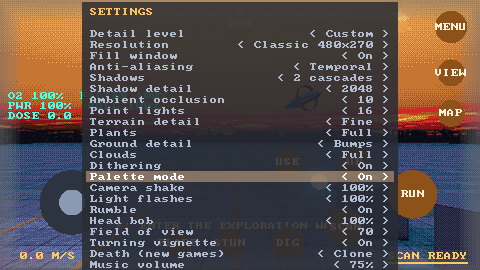 SETTINGS
Detail level < Custom >
Resolution < Classic 480x270 >
Fill window < On >
Anti-aliasing < Temporal >
Shadows < 2 cascades >
Shadow detail < 2048 >
Ambient occlusion < 10 >
Point lights < 16 >
Terrain detail < Fine >
Plants < Full >
Ground detail < Bumps >
Clouds < Full >
Dithering < On >
Palette mode < On >
Camera shake < 100% >
Light flashes < 100% >
Rumble < On >
Head bob < 100% >
Field of view < 70 >
Turning vignette < On >
Death (new games) < Clone >
Music volume < 75% >
O2 100%
PWR 100%
DOSE 0.0
MENU
VIEW
MAP
USE
RUN
THE EXPLORATION
STUN
DIG
0.0 M/S
CAN READY